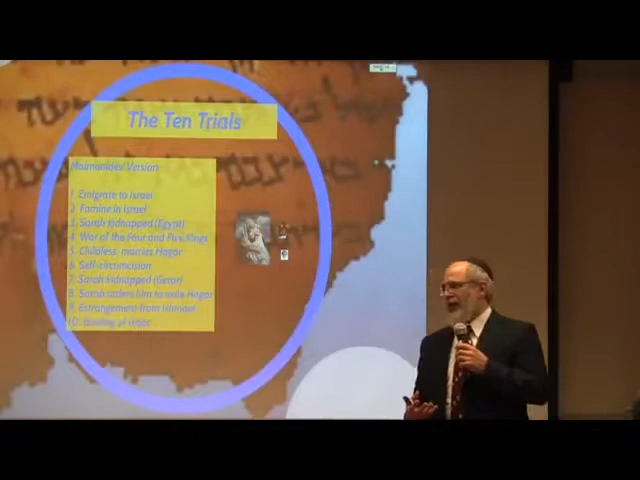 The Ten Trials
Maimonides' Version
1. Emigrate to Israel
2. Famine in Israel
3. Sarah Kidnapped (Egypt)
4. War of the Four and Five Kings
5. Childless, marries Hagar
6. Self-circumcision
7. Sarah kidnapped (Gerar)
8. Sarah orders him to exile Hagar
9. Estrangement from Ishmael
10. Binding of Isaac